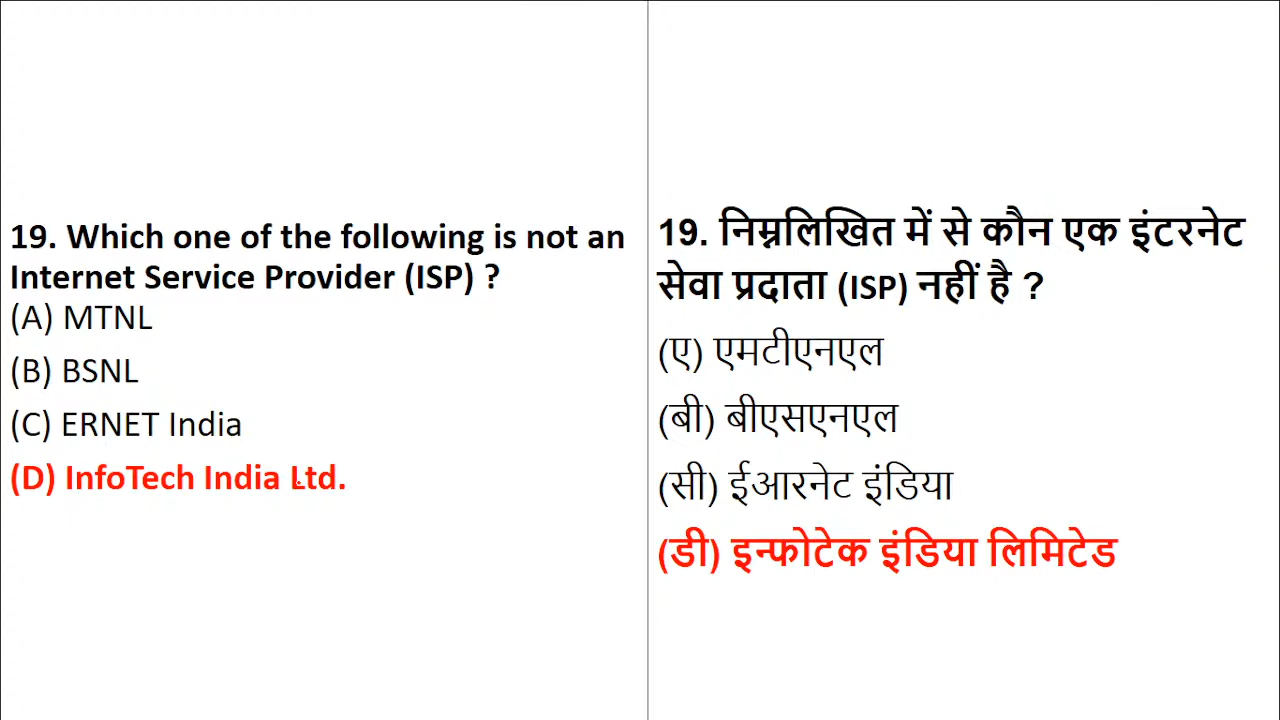 19. Which one of the following is not an
Internet Service Provider (ISP) ?
(A) MTNL
(B) BSNL
(C) ERNET India
(D) InfoTech India Ltd.
19. निम्नलिखित में से कौन एक इंटरनेट
सेवा प्रदाता (ISP) नहीं है ?
(ए) एमटीएनएल
(बी) बीएसएनएल
(सी) ईआरनेट इंडिया
(डी) इन्फोटेक इंडिया लिमिटेड